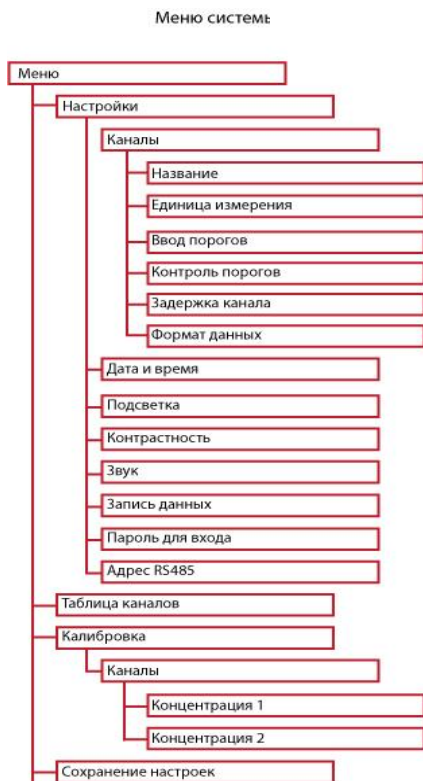 Меню системь
Меню
Настройки
Каналы
Название
Единица измерения
Ввод порогов
Контроль порогов
Задержка канала
Формат данных
Дата и время
Подсветка
Контрастность
Звук
Запись данных
Пароль для входа
Адрес RS485
Таблица каналов
Калибровка
Каналы
Концентрация 1
Концентрация 2
Сохранение настроек